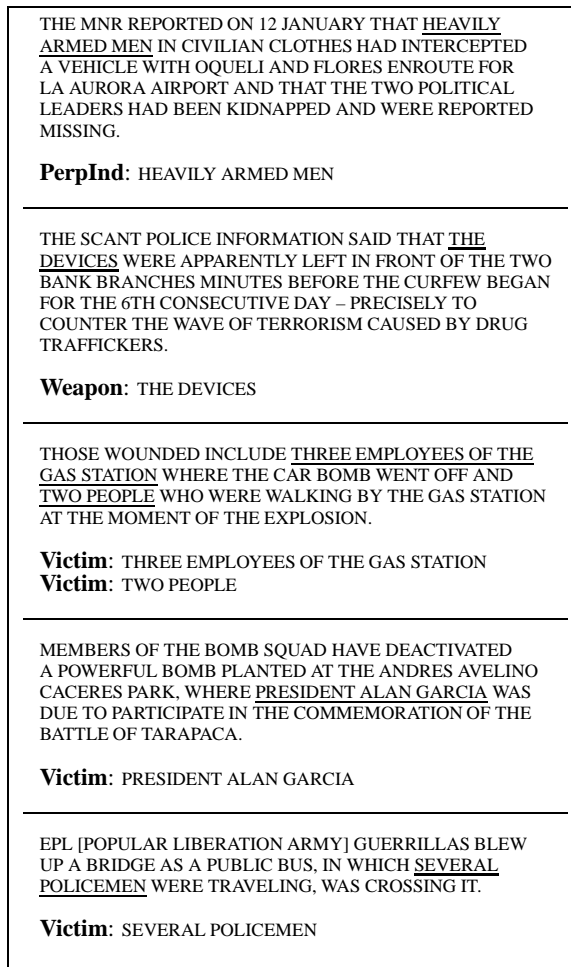 THE MNR REPORTED ON 12 JANUARY THAT HEAVILY
ARMED MEN IN CIVILIAN CLOTHES HAD INTERCEPTED
A VEHICLE WITH OQUELI AND FLORES ENROUTE FOR
LA AURORA AIRPORT AND THAT THE TWO POLITICAL
LEADERS HAD BEEN KIDNAPPED AND WERE REPORTED
MISSING.
PerpInd: HEAVILY ARMED MEN
THE SCANT POLICE INFORMATION SAID THAT THE
DEVICES WERE APPARENTLY LEFT IN FRONT OF THE TWO
BANK BRANCHES MINUTES BEFORE THE CURFEW BEGAN
FOR THE 6TH CONSECUTIVE DAY – PRECISELY TO
COUNTER THE WAVE OF TERRORISM CAUSED BY DRUG
TRAFFICKERS.
Weapon: THE DEVICES
THOSE WOUNDED INCLUDE THREE EMPLOYEES OF THE
GAS STATION WHERE THE CAR BOMB WENT OFF AND
TWO PEOPLE WHO WERE WALKING BY THE GAS STATION
AT THE MOMENT OF THE EXPLOSION.
Victim: THREE EMPLOYEES OF THE GAS STATION
Victim: TWO PEOPLE
MEMBERS OF THE BOMB SQUAD HAVE DEACTIVATED
A POWERFUL BOMB PLANTED AT THE ANDRES AVELINO
CACERES PARK, WHERE PRESIDENT ALAN GARCIA WAS
DUE TO PARTICIPATE IN THE COMMEMORATION OF THE
BATTLE OF TARAPACA.
Victim: PRESIDENT ALAN GARCIA
EPL [POPULAR LIBERATION ARMY] GUERRILLAS BLEW
UP A BRIDGE AS A PUBLIC BUS, IN WHICH SEVERAL
POLICEMEN WERE TRAVELING, WAS CROSSING IT.
Victim: SEVERAL POLICEMEN